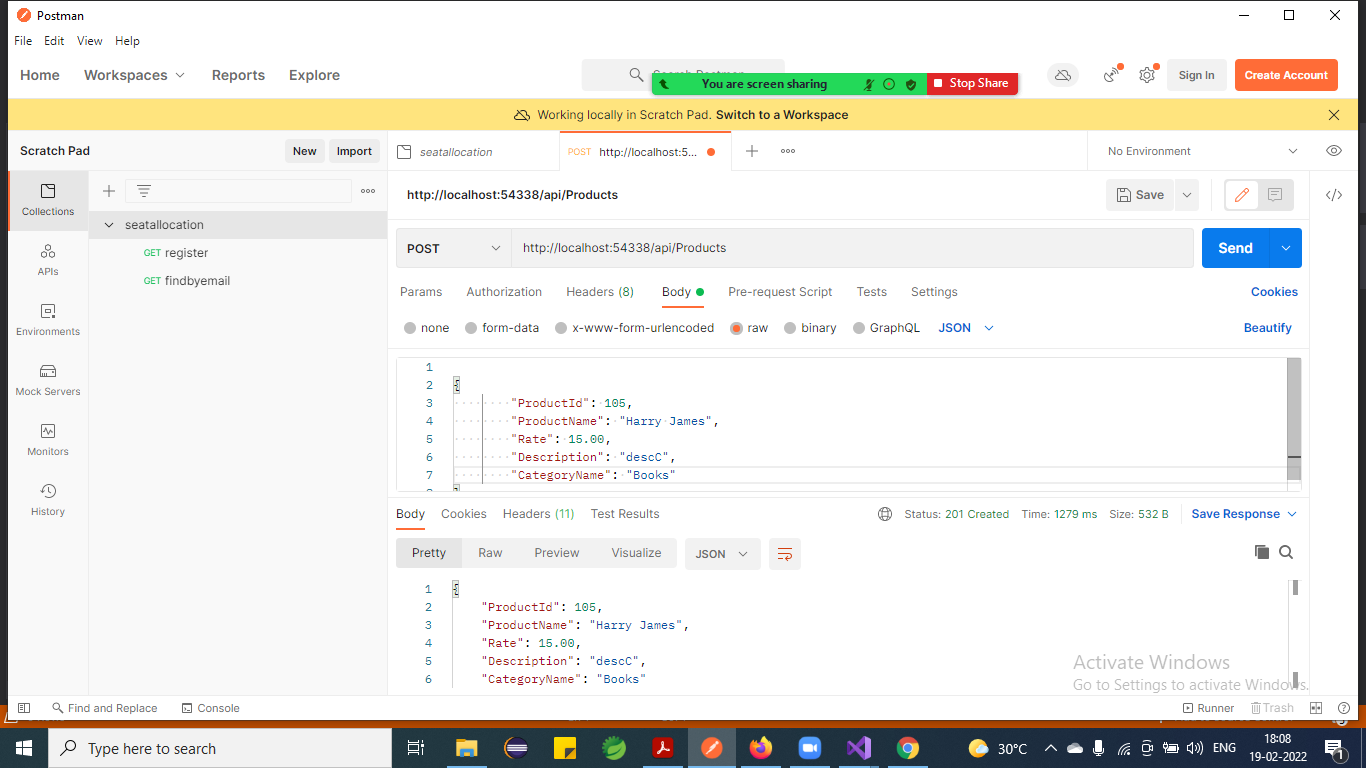 Postman
File Edit View Help
Home Workspaces Reports Explore
Search Postman
Sign In
Create Account
You are screen sharing
Stop Share
Working locally in Scratch Pad. Switch to a Workspace
Scratch Pad
New
Import
seatallocation
POST http://localhost:5...
No Environment
Collections
APIs
Environments
Mock Servers
Monitors
History
seatallocation
GET register
GET findbyemail
http://localhost:54338/api/Products
Save
POST
http://localhost:54338/api/Products
Send
Params Authorization Headers (8) Body Pre-request Script Tests Settings
Cookies
none form-data x-www-form-urlencoded raw binary GraphQL JSON
Beautify
1
2 {
3 "ProductId": 105,
4 "ProductName": "Harry James",
5 "Rate": 15.00,
6 "Description": "descC",
7 "CategoryName": "Books"
Body Cookies Headers (11) Test Results
Status: 201 Created Time: 1279 ms Size: 532 B
Save Response
Pretty Raw Preview Visualize JSON
1 {
2 "ProductId": 105,
3 "ProductName": "Harry James",
4 "Rate": 15.00,
5 "Description": "descC",
6 "CategoryName": "Books"
Activate Windows
Go to Settings to activate Windows.
Find and Replace Console
Runner Trash
Type here to search
30°C
ENG
18:08
19-02-2022
1